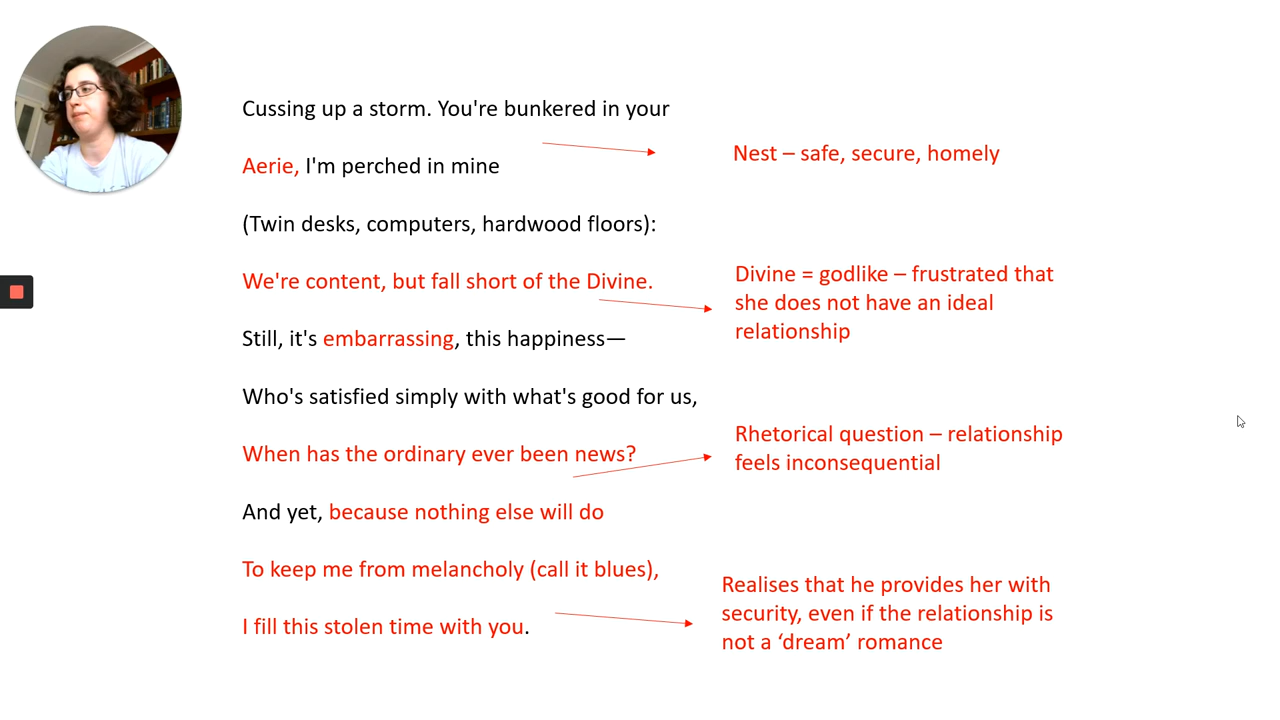 Cussing up a storm. You're bunkered in your
Aerie, I'm perched in mine
Nest – safe, secure, homely
(Twin desks, computers, hardwood floors):
We're content, but fall short of the Divine.
Divine = godlike – frustrated that
she does not have an ideal
relationship
Still, it's embarrassing, this happiness—
Who's satisfied simply with what's good for us,
When has the ordinary ever been news?
Rhetorical question – relationship
feels inconsequential
And yet, because nothing else will do
To keep me from melancholy (call it blues),
I fill this stolen time with you.
Realises that he provides her with
security, even if the relationship is
not a ‘dream’ romance